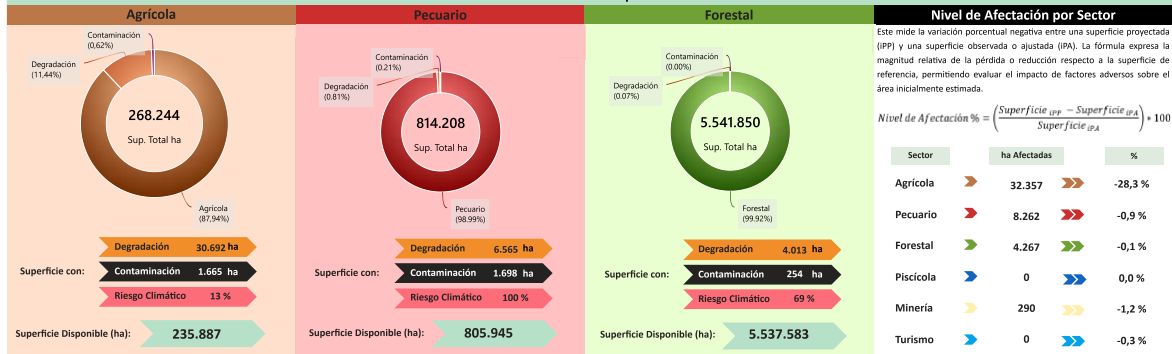 Agrícola
Contaminación
(0,62%)
Degradación
(11,44%)
268.244
Sup. Total ha
Agrícola
(87,94%)
Superficie con:
Degradación 30.692 ha
Contaminación 1.665 ha
Riesgo Climático 13 %
Superficie Disponible (ha): 235.887
Pecuario
Contaminación
(0.21%)
Degradación
(0.81%)
814.208
Sup. Total ha
Pecuario
(98.99%)
Superficie con:
Degradación 6.565 ha
Contaminación 1.698 ha
Riesgo Climático 100 %
Superficie Disponible (ha): 805.945
Forestal
Contaminación
(0.00%)
Degradación
(0.07%)
5.541.850
Sup. Total ha
Forestal
(99.92%)
Superficie con:
Degradación 4.013 ha
Contaminación 254 ha
Riesgo Climático 69 %
Superficie Disponible (ha): 5.537.583
Nivel de Afectación por Sector
Este mide la variación porcentual negativa entre una superficie proyectada
(iPP) y una superficie observada o ajustada (iPA). La fórmula expresa la
magnitud relativa de la pérdida o reducción respecto a la superficie de
referencia, permitiendo evaluar el impacto de factores adversos sobre el
área inicialmente estimada.
Nivel de Afectación % = (Superficie iPP − Superficie iPA / Superficie iPA) * 100
Sector ha Afectadas %
Agrícola 32.357 -28,3 %
Pecuario 8.262 -0,9 %
Forestal 4.267 -0,1 %
Piscícola 0 0,0 %
Minería 290 -1,2 %
Turismo 0 -0,3 %